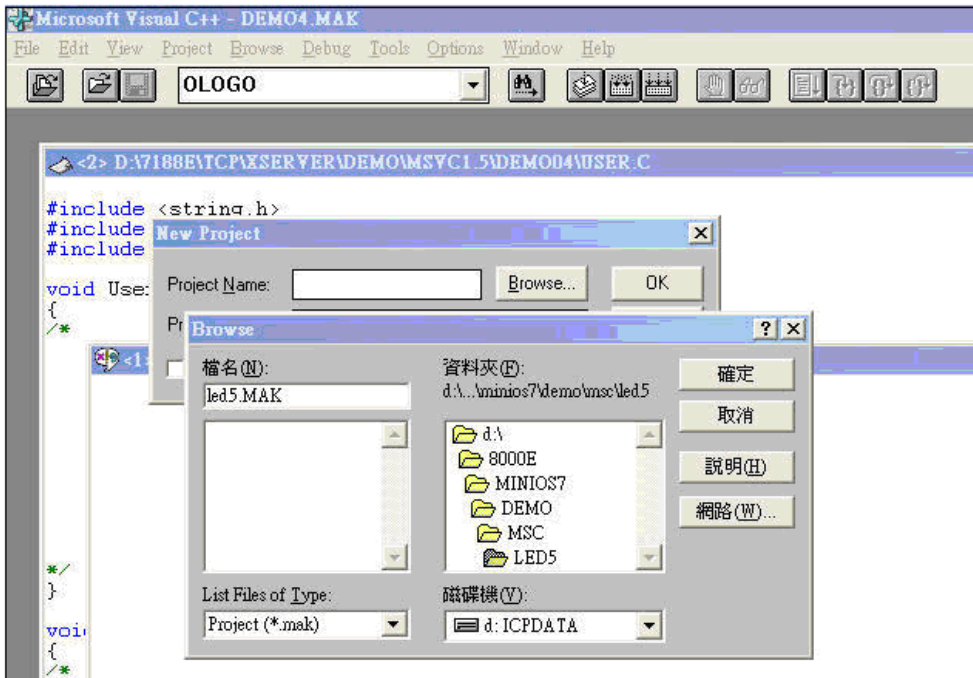 Microsoft Visual C++ - DEMO4.MAK
File Edit View Project Browse Debug Tools Options Window Help
OLOGO
<2> D:\7188E\TCP\XSERVER\DEMO\MSVC1.5\DEMO04\USER.C
#include <string.h>
#include
#include
void User
{
/*
New Project
Project Name: Browse... OK
Pr
<1>
Browse
檔名(N):
led5.MAK
資料夾(F):
d:\...\minios7\demo\msc\led5
d:\
8000E
MINIOS7
DEMO
MSC
LED5
確定
取消
說明(H)
網路(W)...
List Files of Type:
Project (*.mak)
磁碟機(V):
d: ICPDATA
*/
}
voi
{
/*